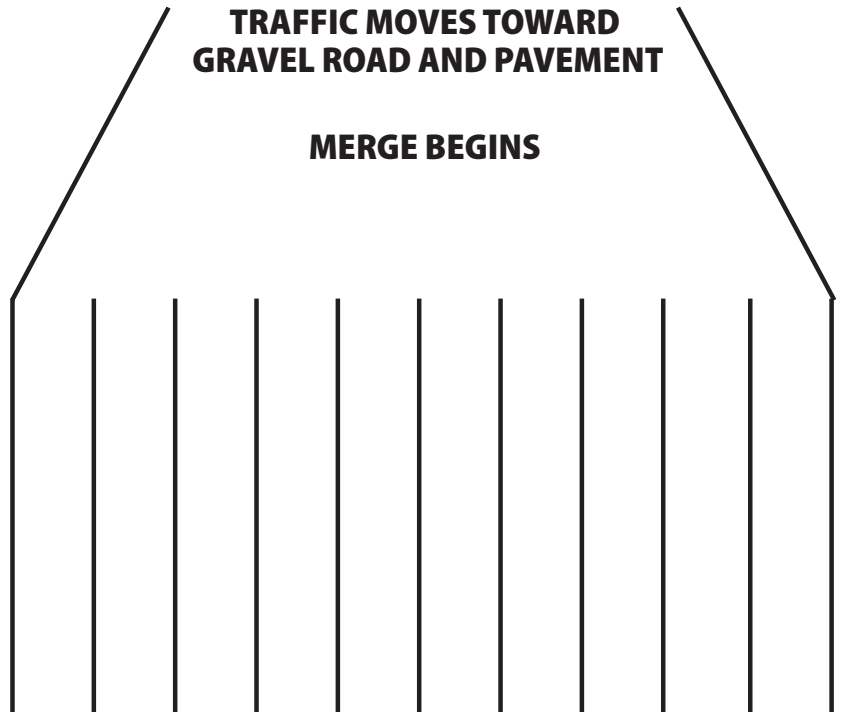 TRAFFIC MOVES TOWARD
GRAVEL ROAD AND PAVEMENT
MERGE BEGINS